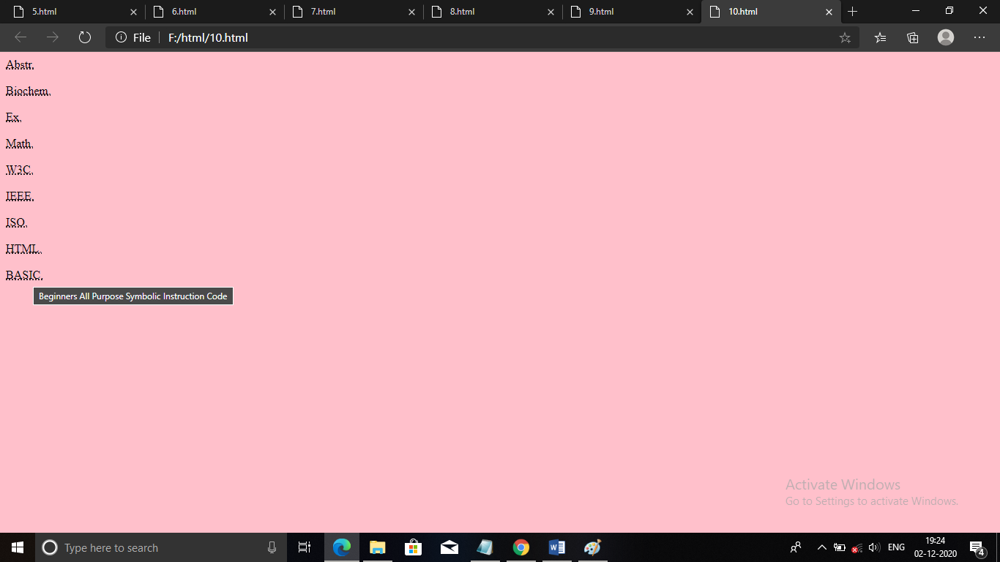 5.html
6.html
7.html
8.html
9.html
10.html
File
F:/html/10.html
Abstr.
Biochem.
Ex.
Math.
W3C.
IEEE.
ISO.
HTML.
BASIC.
Beginners All Purpose Symbolic Instruction Code
Activate Windows
Go to Settings to activate Windows.
Type here to search
W
ENG
19:24
02-12-2020
4